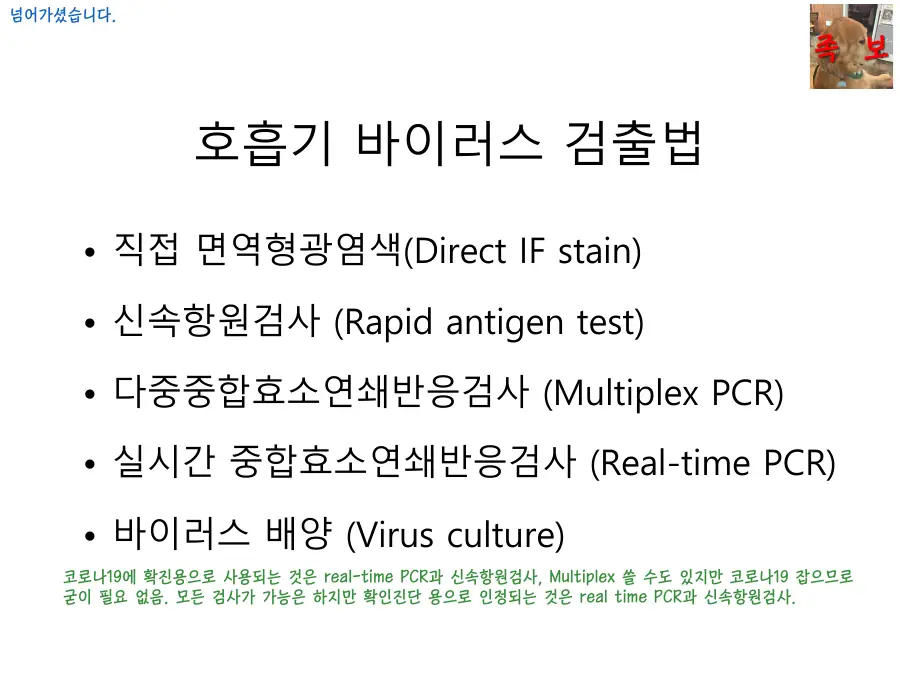 넘어가셨습니다.
족 보
호흡기 바이러스 검출법
• 직접 면역형광염색(Direct IF stain)
• 신속항원검사 (Rapid antigen test)
• 다중중합효소연쇄반응검사 (Multiplex PCR)
• 실시간 중합효소연쇄반응검사 (Real-time PCR)
• 바이러스 배양 (Virus culture)
코로나19에 확진용으로 사용되는 것은 real-time PCR과 신속항원검사, Multiplex 쓸 수도 있지만 코로나19 잡으므로
굳이 필요 없음. 모든 검사가 가능은 하지만 확인진단 용으로 인정되는 것은 real time PCR과 신속항원검사.